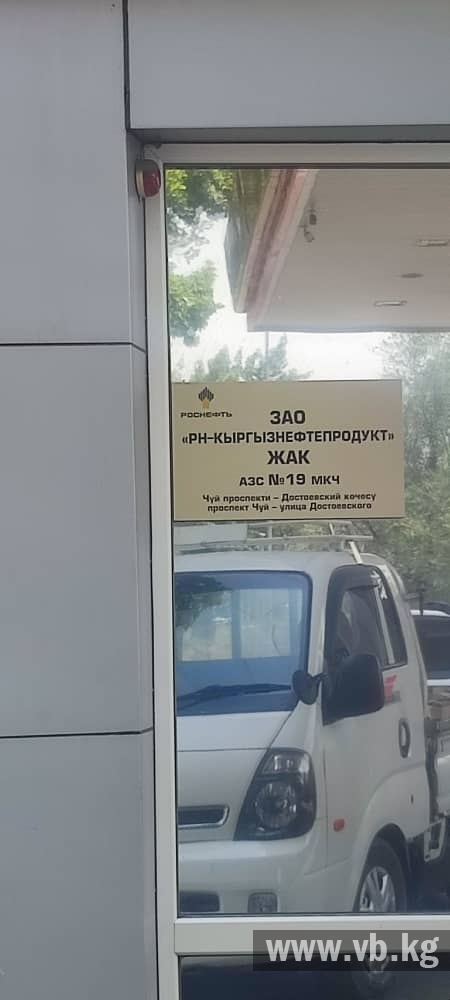 РОСНЕФТЬ
ЗАО
«РН-КЫРГЫЗНЕФТЕПРОДУКТ»
ЖАК
АЗС №19 МКЧ
Чүй проспекти – Достоевский көчөсү
проспект Чуй – улица Достоевского
www.vb.kg